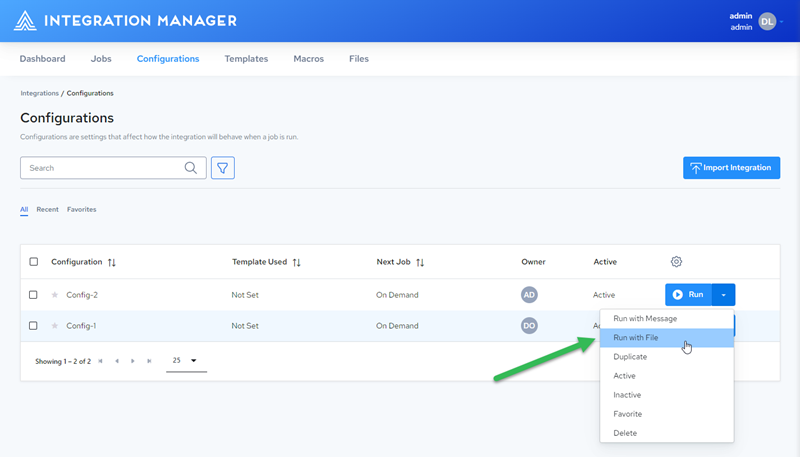 INTEGRATION MANAGER
admin
admin
DL
Dashboard Jobs Configurations Templates Macros Files
Integrations / Configurations
Configurations
Configurations are settings that affect how the integration will behave when a job is run.
Search
Import Integration
All Recent Favorites
Configuration Template Used Next Job Owner Active
Config-2 Not Set On Demand AD Active Run
Config-1 Not Set On Demand DO
Showing 1 – 2 of 2 25
Run with Message
Run with File
Duplicate
Active
Inactive
Favorite
Delete